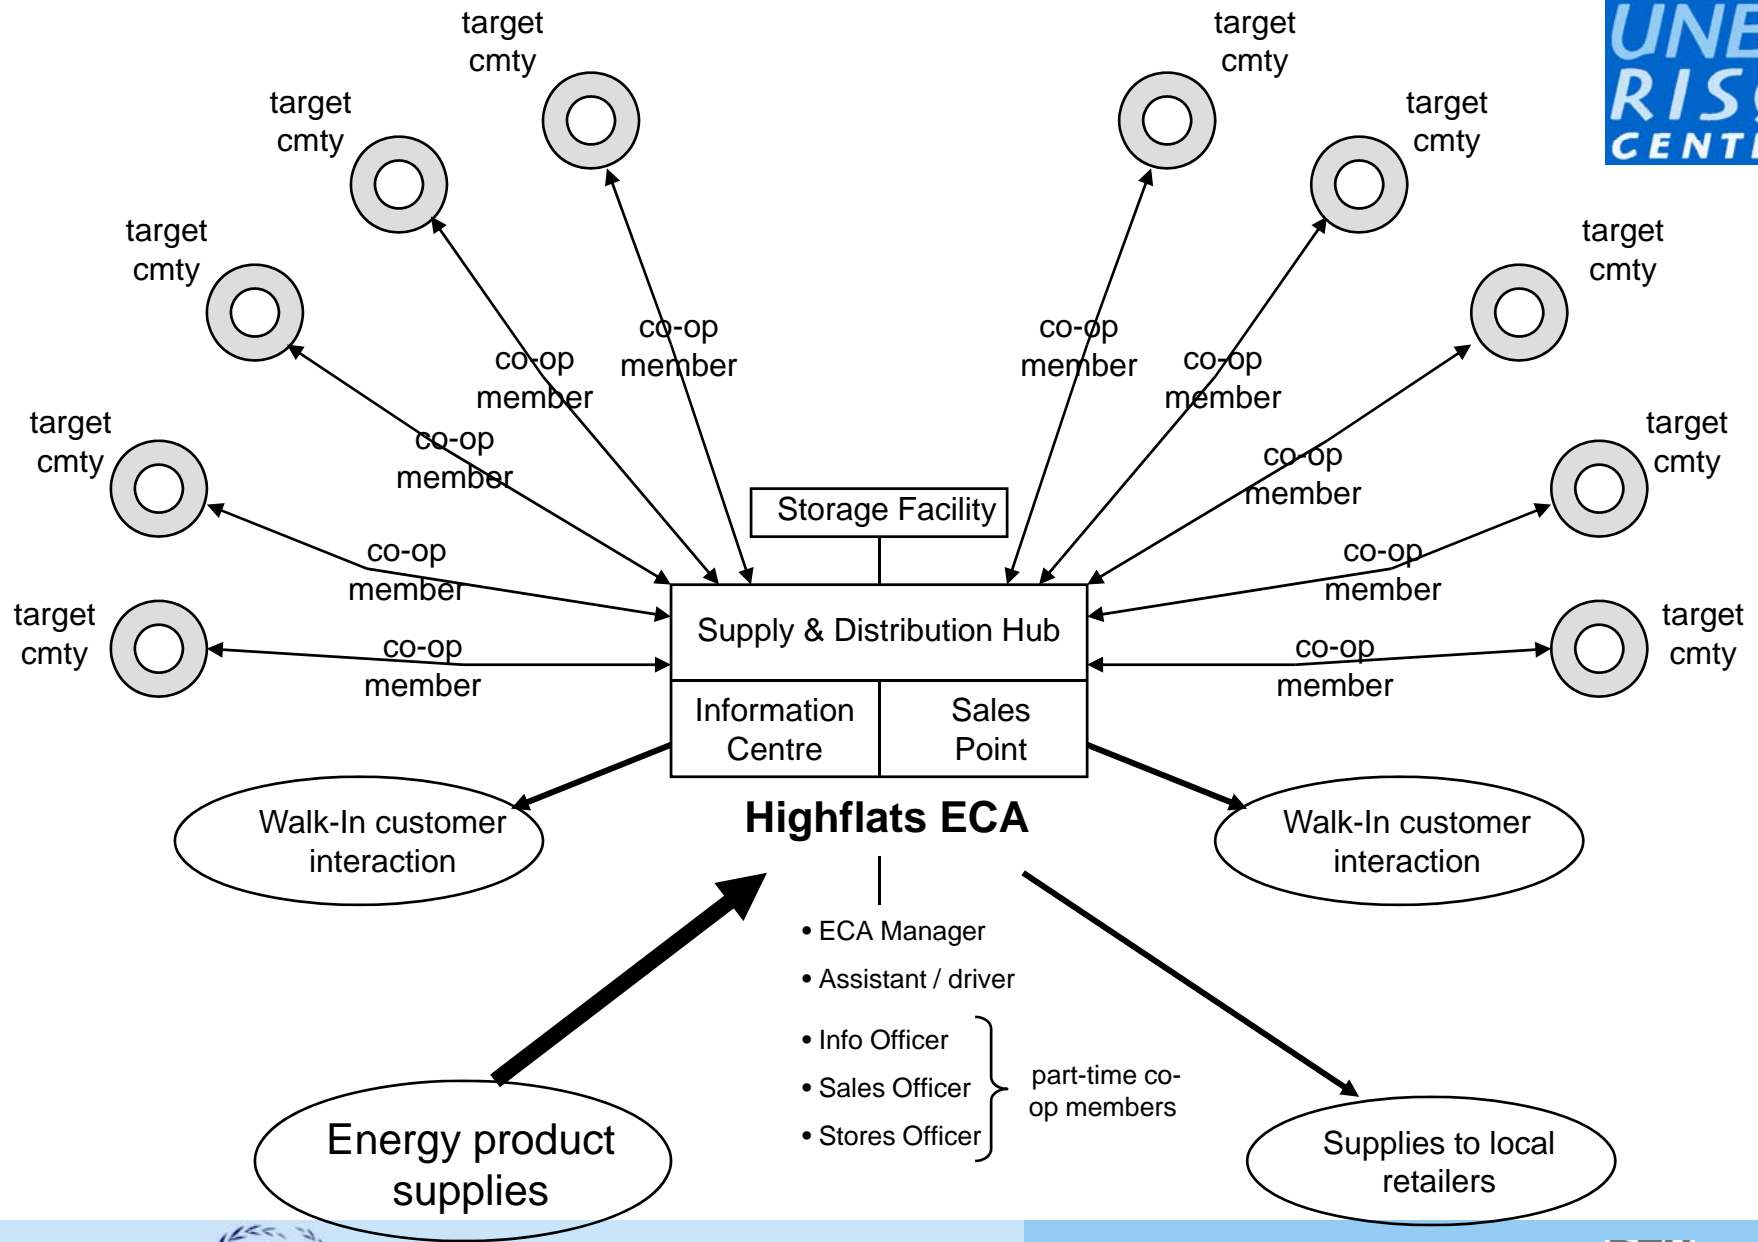 target
cmty
target
cmty
target
cmty
target
cmty
target
cmty
target
cmty
target
cmty
target
cmty
target
cmty
target
cmty
co-op
member
co-op
member
co-op
member
co-op
member
co-op
member
co-op
member
co-op
member
co-op
member
co-op
member
co-op
member
Storage Facility
Supply & Distribution Hub
Information
Centre
Sales
Point
Highflats ECA
Walk-In customer
interaction
Walk-In customer
interaction
• ECA Manager
• Assistant / driver
• Info Officer
• Sales Officer
• Stores Officer
part-time co-
op members
Energy product
supplies
Supplies to local
retailers